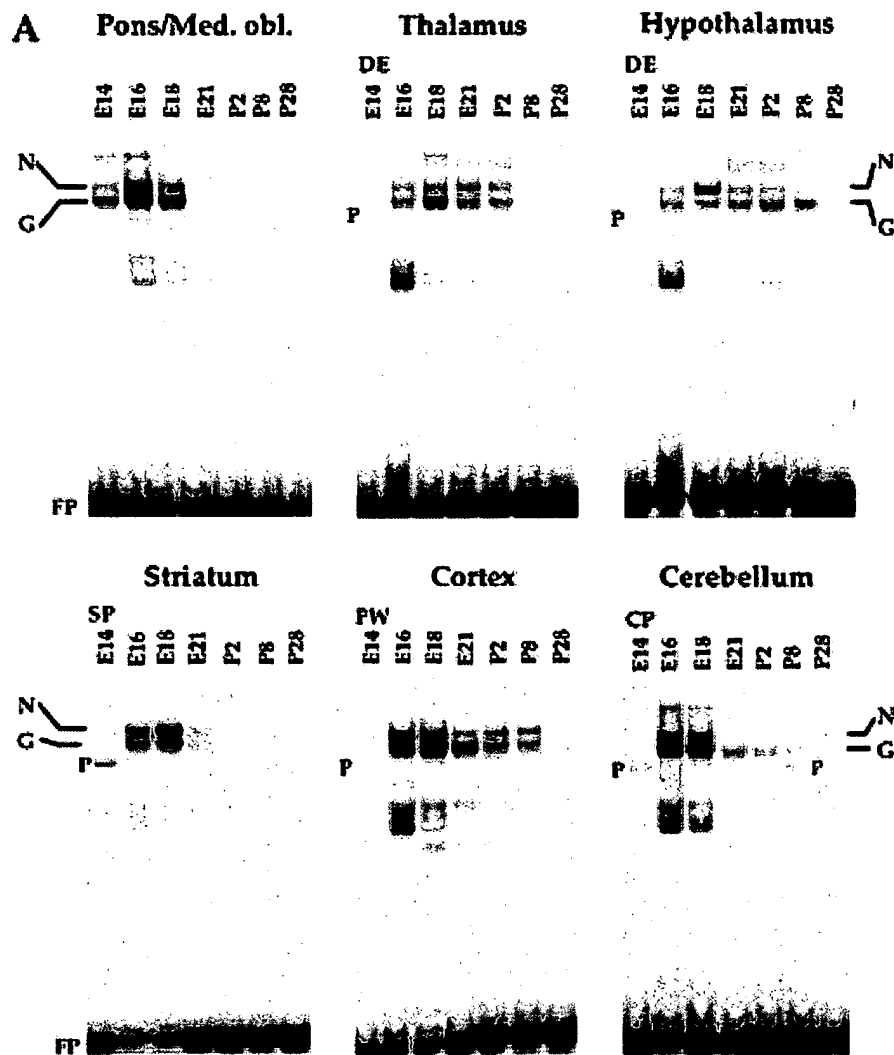 A Pons/Med. obl. Thalamus Hypothalamus
DE DE
E14 E16 E18 E21 P2 P8 P28 E14 E16 E18 E21 P2 P8 P28 E14 E16 E18 E21 P2 P8 P28
N N
G P P G
FP
Striatum Cortex Cerebellum
SP PW CP
E14 E16 E18 E21 P2 P8 P28 E14 E16 E18 E21 P2 P8 P28 E14 E16 E18 E21 P2 P8 P28
N N
G G
P P P P
FP